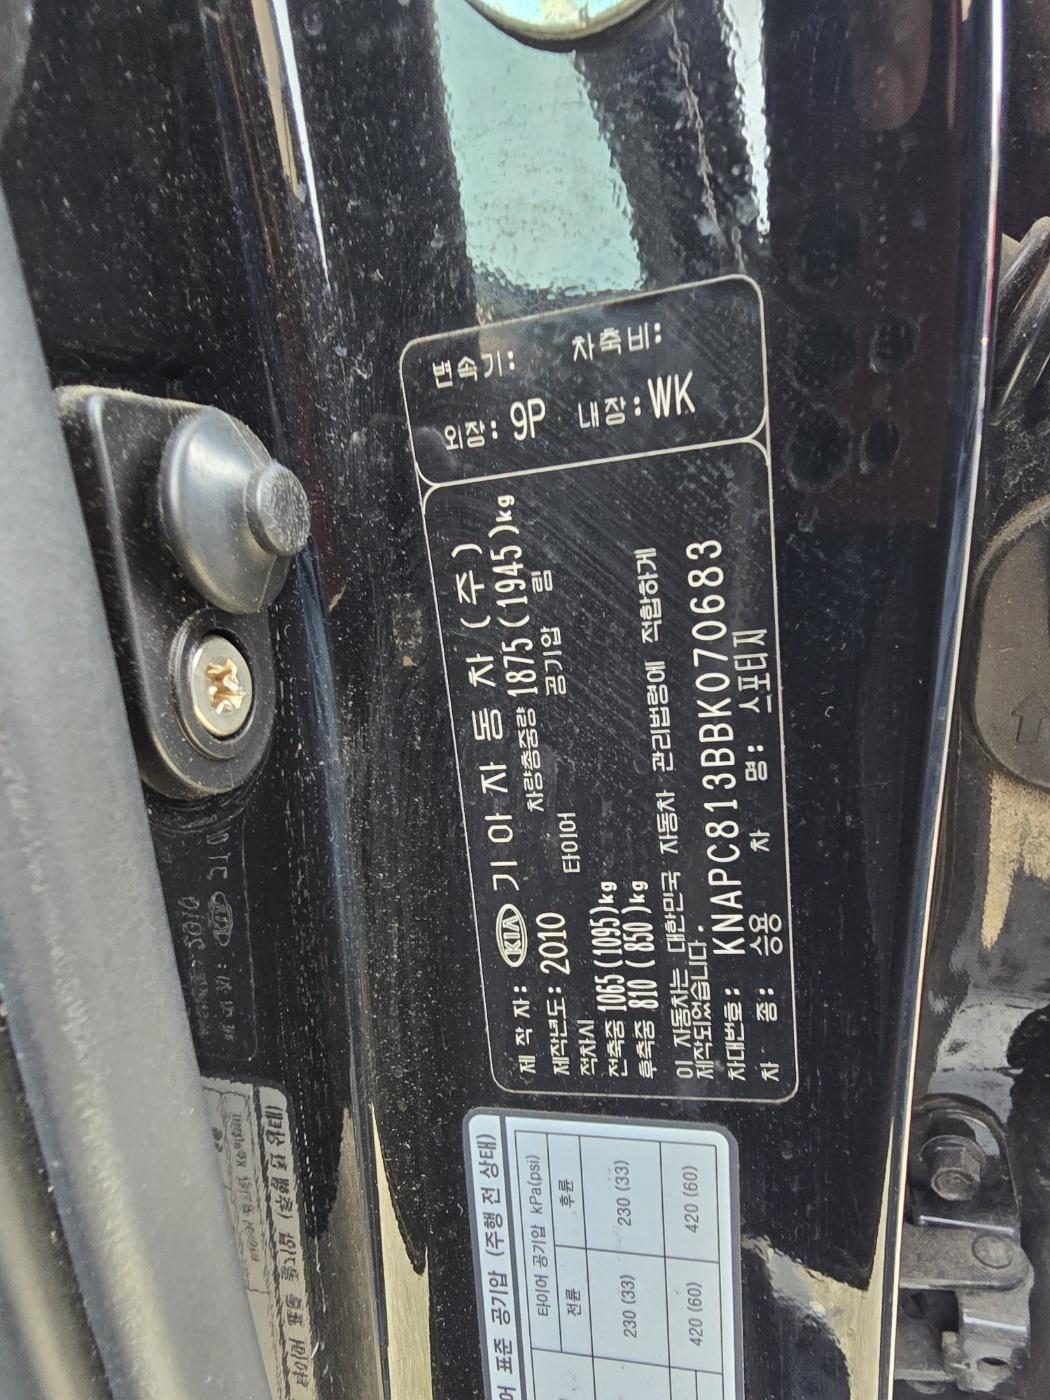 변속기: 차축비:
외장: 9P 내장: WK
제 작 자: KIA 기아자동차(주)
제작년도: 2010 차량총중량 1875(1945)kg
적차시 타이어 공기압 림
전축중 1065(1095)kg
후축중 810 (850)kg
이 자동차는 대한민국 자동차 관리법령에 적합하게
제작되었습니다.
차대번호: KNAPC813BBK070683
차 종: 승용 차 명: 스포티지
표준 공기압 (주행 전 상태)
타이어 공기압 kPa(psi)
전륜 후륜
230 (33) 230 (33)
420 (60) 420 (60)